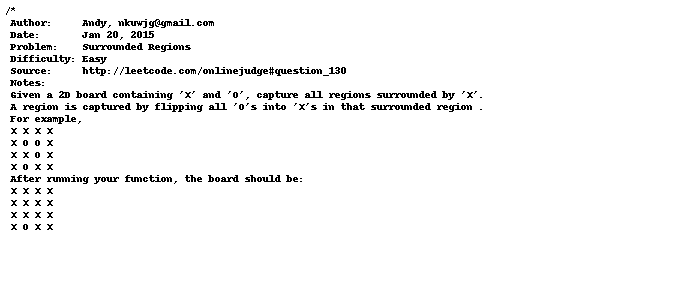 /*
Author: Andy, nkuwjg@gmail.com
Date: Jan 20, 2015
Problem: Surrounded Regions
Difficulty: Easy
Source: http://leetcode.com/onlinejudge#question_130
Notes:
Given a 2D board containing 'X' and 'O', capture all regions surrounded by 'X'.
A region is captured by flipping all 'O's into 'X's in that surrounded region .
For example,
X X X X
X O O X
X X O X
X O X X
After running your function, the board should be:
X X X X
X X X X
X X X X
X O X X